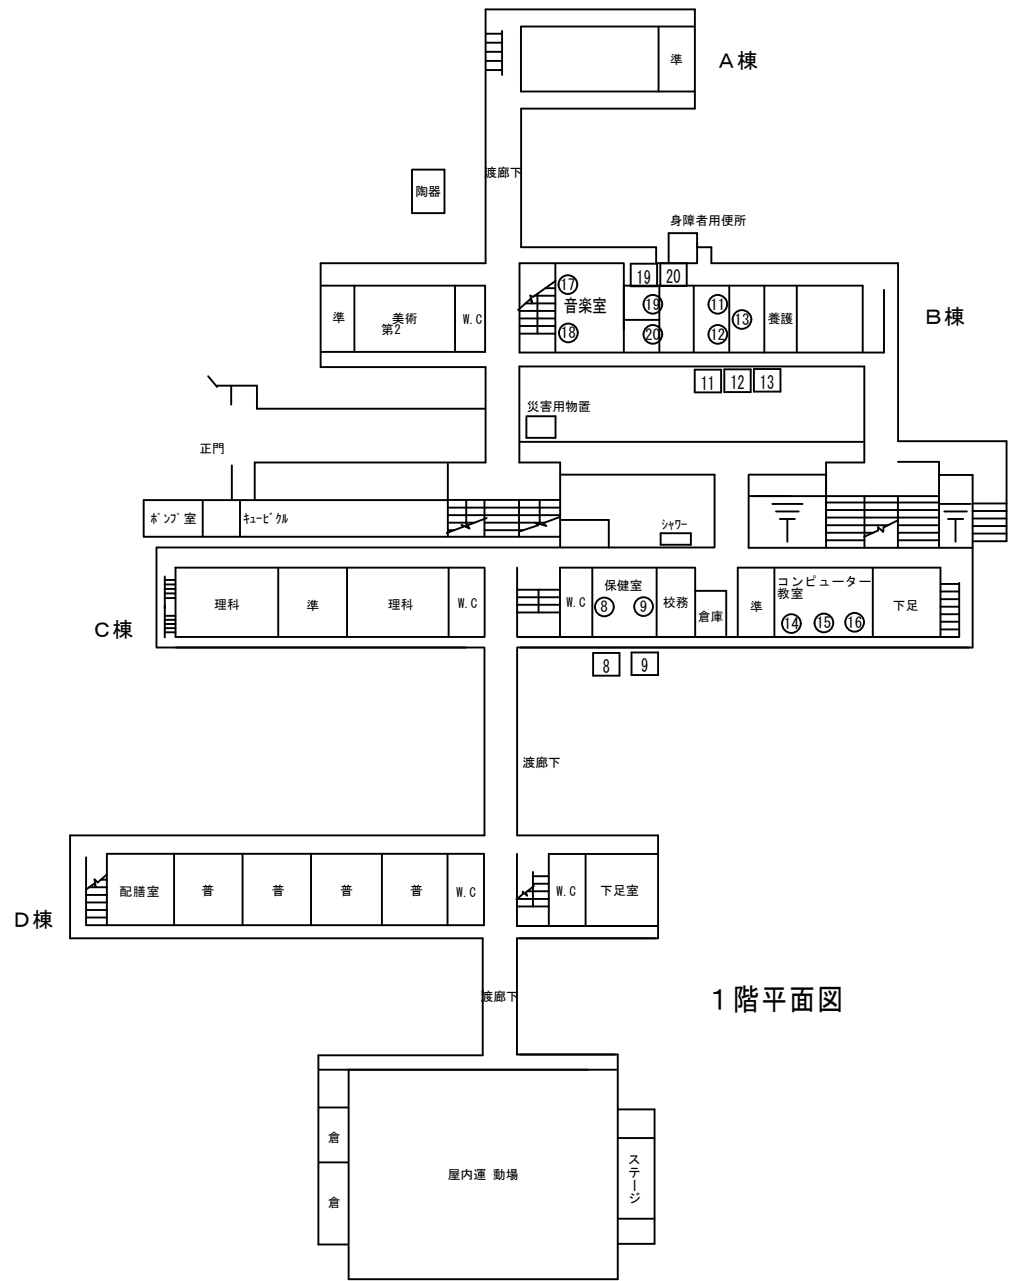 準
A棟
渡廊下
陶器
身障者用便所
19
20
準
美術
第2
W.C
⑰
音楽室
⑱
⑲
⑳
⑪
⑫
⑬
養護
B棟
11
12
13
災害用物置
正門
ポンプ室
キュービクル
シャワー
理科
準
理科
W.C
W.C
保健室
⑧
⑨
校務
倉庫
準
コンピューター
教室
⑭
⑮
⑯
下足
C棟
8
9
渡廊下
配膳室
普
普
普
普
W.C
W.C
下足室
D棟
渡廊下
1階平面図
倉
倉
屋内運 動場
ステージ